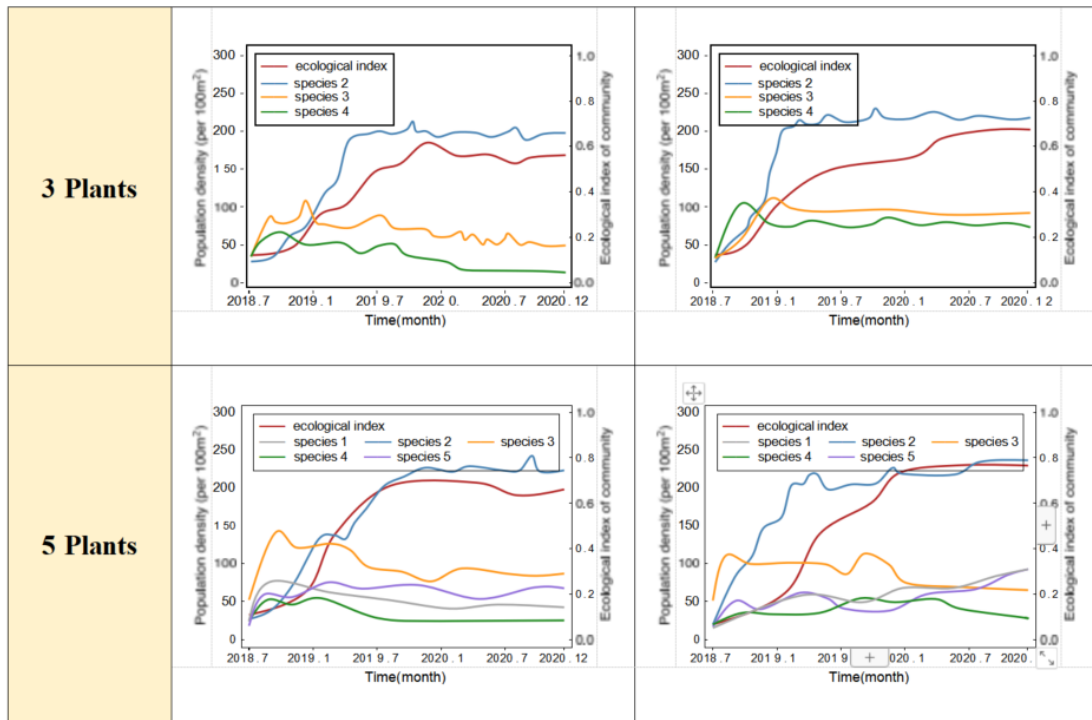 3 Plants
Population density (per 100m²)
300
250
200
150
100
50
0
ecological index
species 2
species 3
species 4
1.0
0.8
0.6
0.4
0.2
0.0
Ecological index of community
2018.7 2019.1 2019.7 2020. 2020.7 2020.12
Time(month)
Population density (per 100m²)
300
250
200
150
100
50
0
ecological index
species 2
species 3
species 4
1.0
0.8
0.6
0.4
0.2
0.0
Ecological index of community
2018.7 2019.1 2019.7 2020.1 2020.7 2020.12
Time(month)
5 Plants
Population density (per 100m²)
300
250
200
150
100
50
0
ecological index
species 1 species 2 species 3
species 4 species 5
1.0
0.8
0.6
0.4
0.2
0.0
Ecological index of community
2018.7 2019.1 2019.7 2020.1 2020.7 2020.12
Time(month)
Population density (per 100m²)
300
250
200
150
100
50
0
ecological index
species 1 species 2 species 3
species 4 species 5
1.0
0.8
0.6
0.4
0.2
0.0
Ecological index of community
2018.7 2019.1 2019 020.1 2020.7 2020.
Time(month)